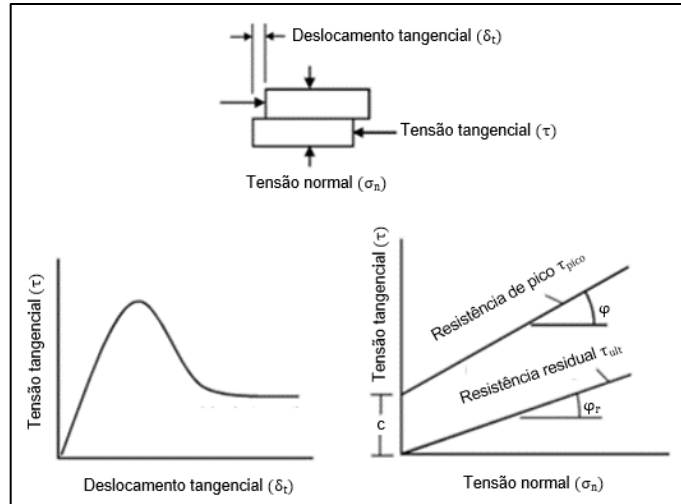 Deslocamento tangencial (δₜ)
Tensão tangencial (τ)
Tensão normal (σₙ)
Tensão tangencial (τ)
Deslocamento tangencial (δₜ)
Tensão tangencial (τ)
Resistência de pico τₚᵢcₒ
φ
Resistência residual τᵤₗₜ
φᵣ
c
Tensão normal (σₙ)